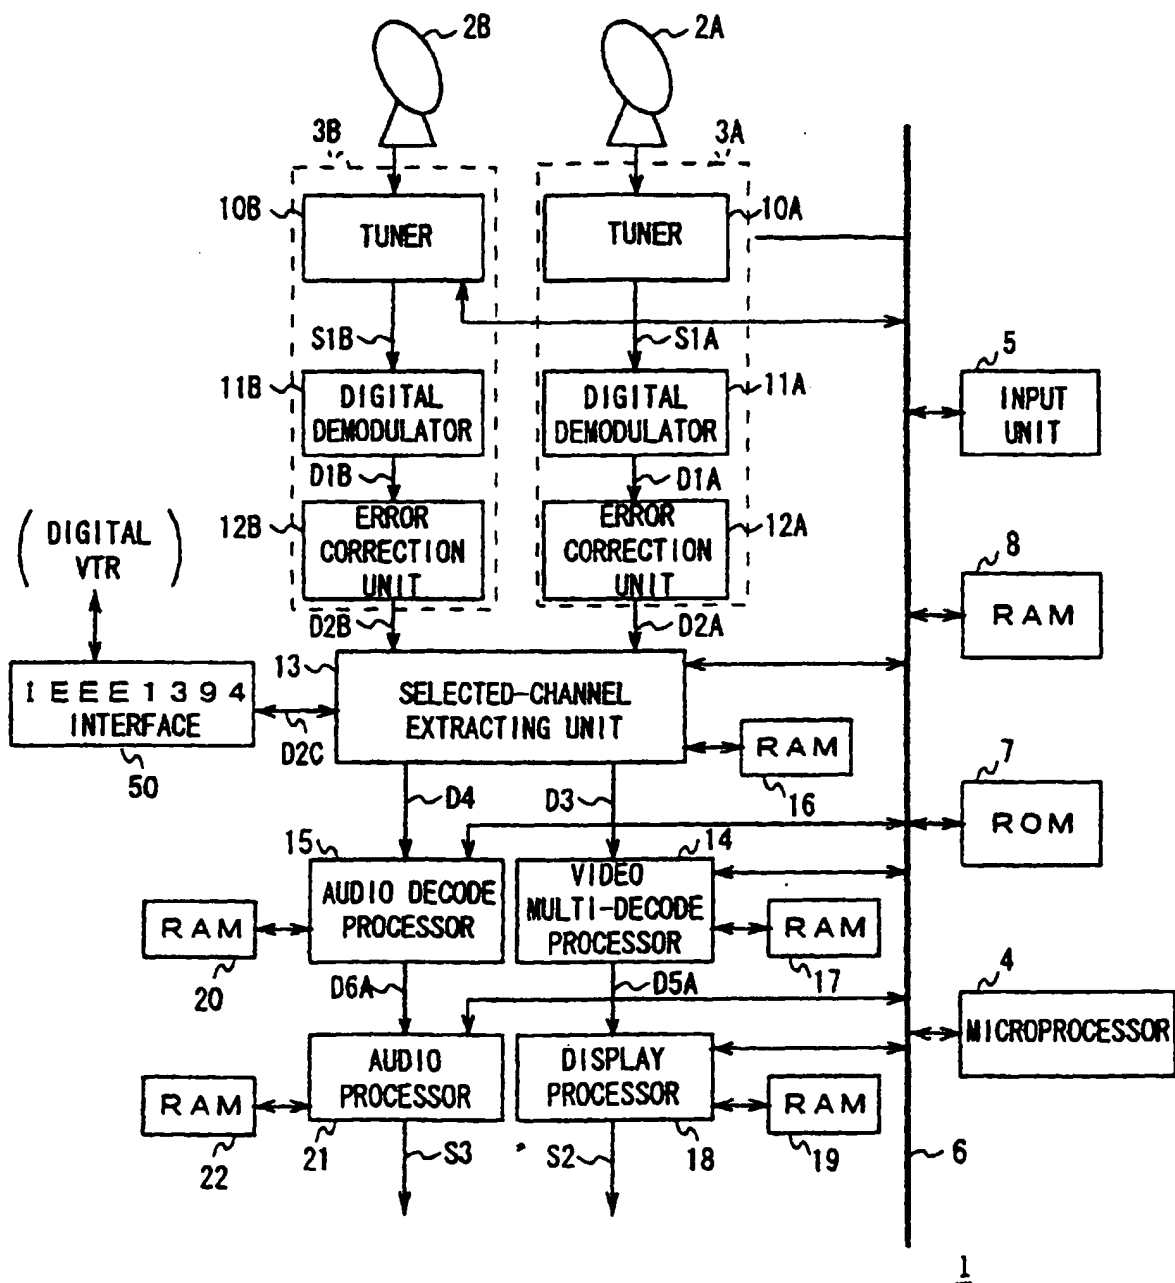 2B
2A
3B
3A
10B
TUNER
TUNER
10A
S1B
S1A
5
11B
DIGITAL
DEMODULATOR
DIGITAL
DEMODULATOR
11A
INPUT
UNIT
D1B
D1A
(DIGITAL
VTR)
12B
ERROR
CORRECTION
UNIT
ERROR
CORRECTION
UNIT
12A
8
RAM
D2B
D2A
13
IEEE1394
INTERFACE
50
D2C
SELECTED-CHANNEL
EXTRACTING UNIT
RAM
16
7
ROM
D4
D3
15
14
AUDIO DECODE
PROCESSOR
VIDEO
MULTI-DECODE
PROCESSOR
RAM
20
RAM
17
4
MICROPROCESSOR
D6A
D5A
AUDIO
PROCESSOR
DISPLAY
PROCESSOR
RAM
22
RAM
19
21
S3
S2
18
6
1